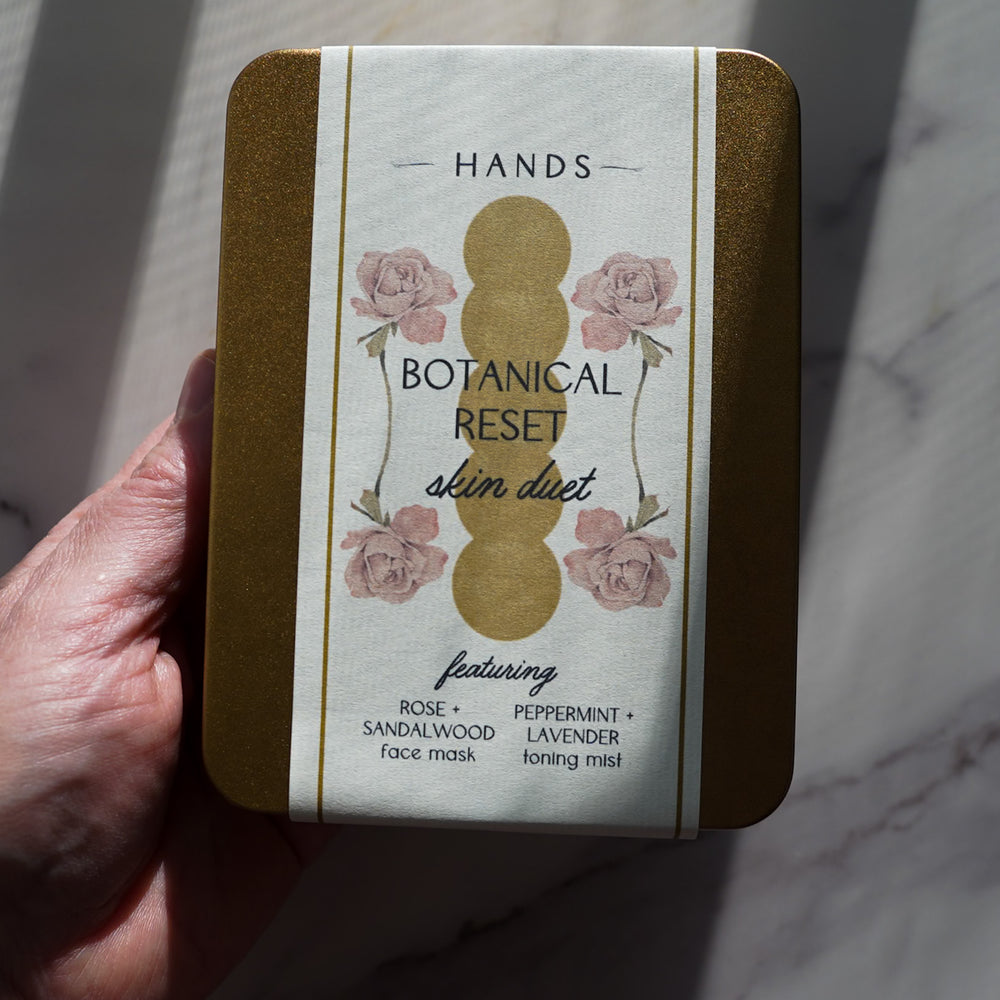 HANDS
BOTANICAL
RESET
skin duet
featuring
ROSE +
SANDALWOOD
face mask
PEPPERMINT +
LAVENDER
toning mist